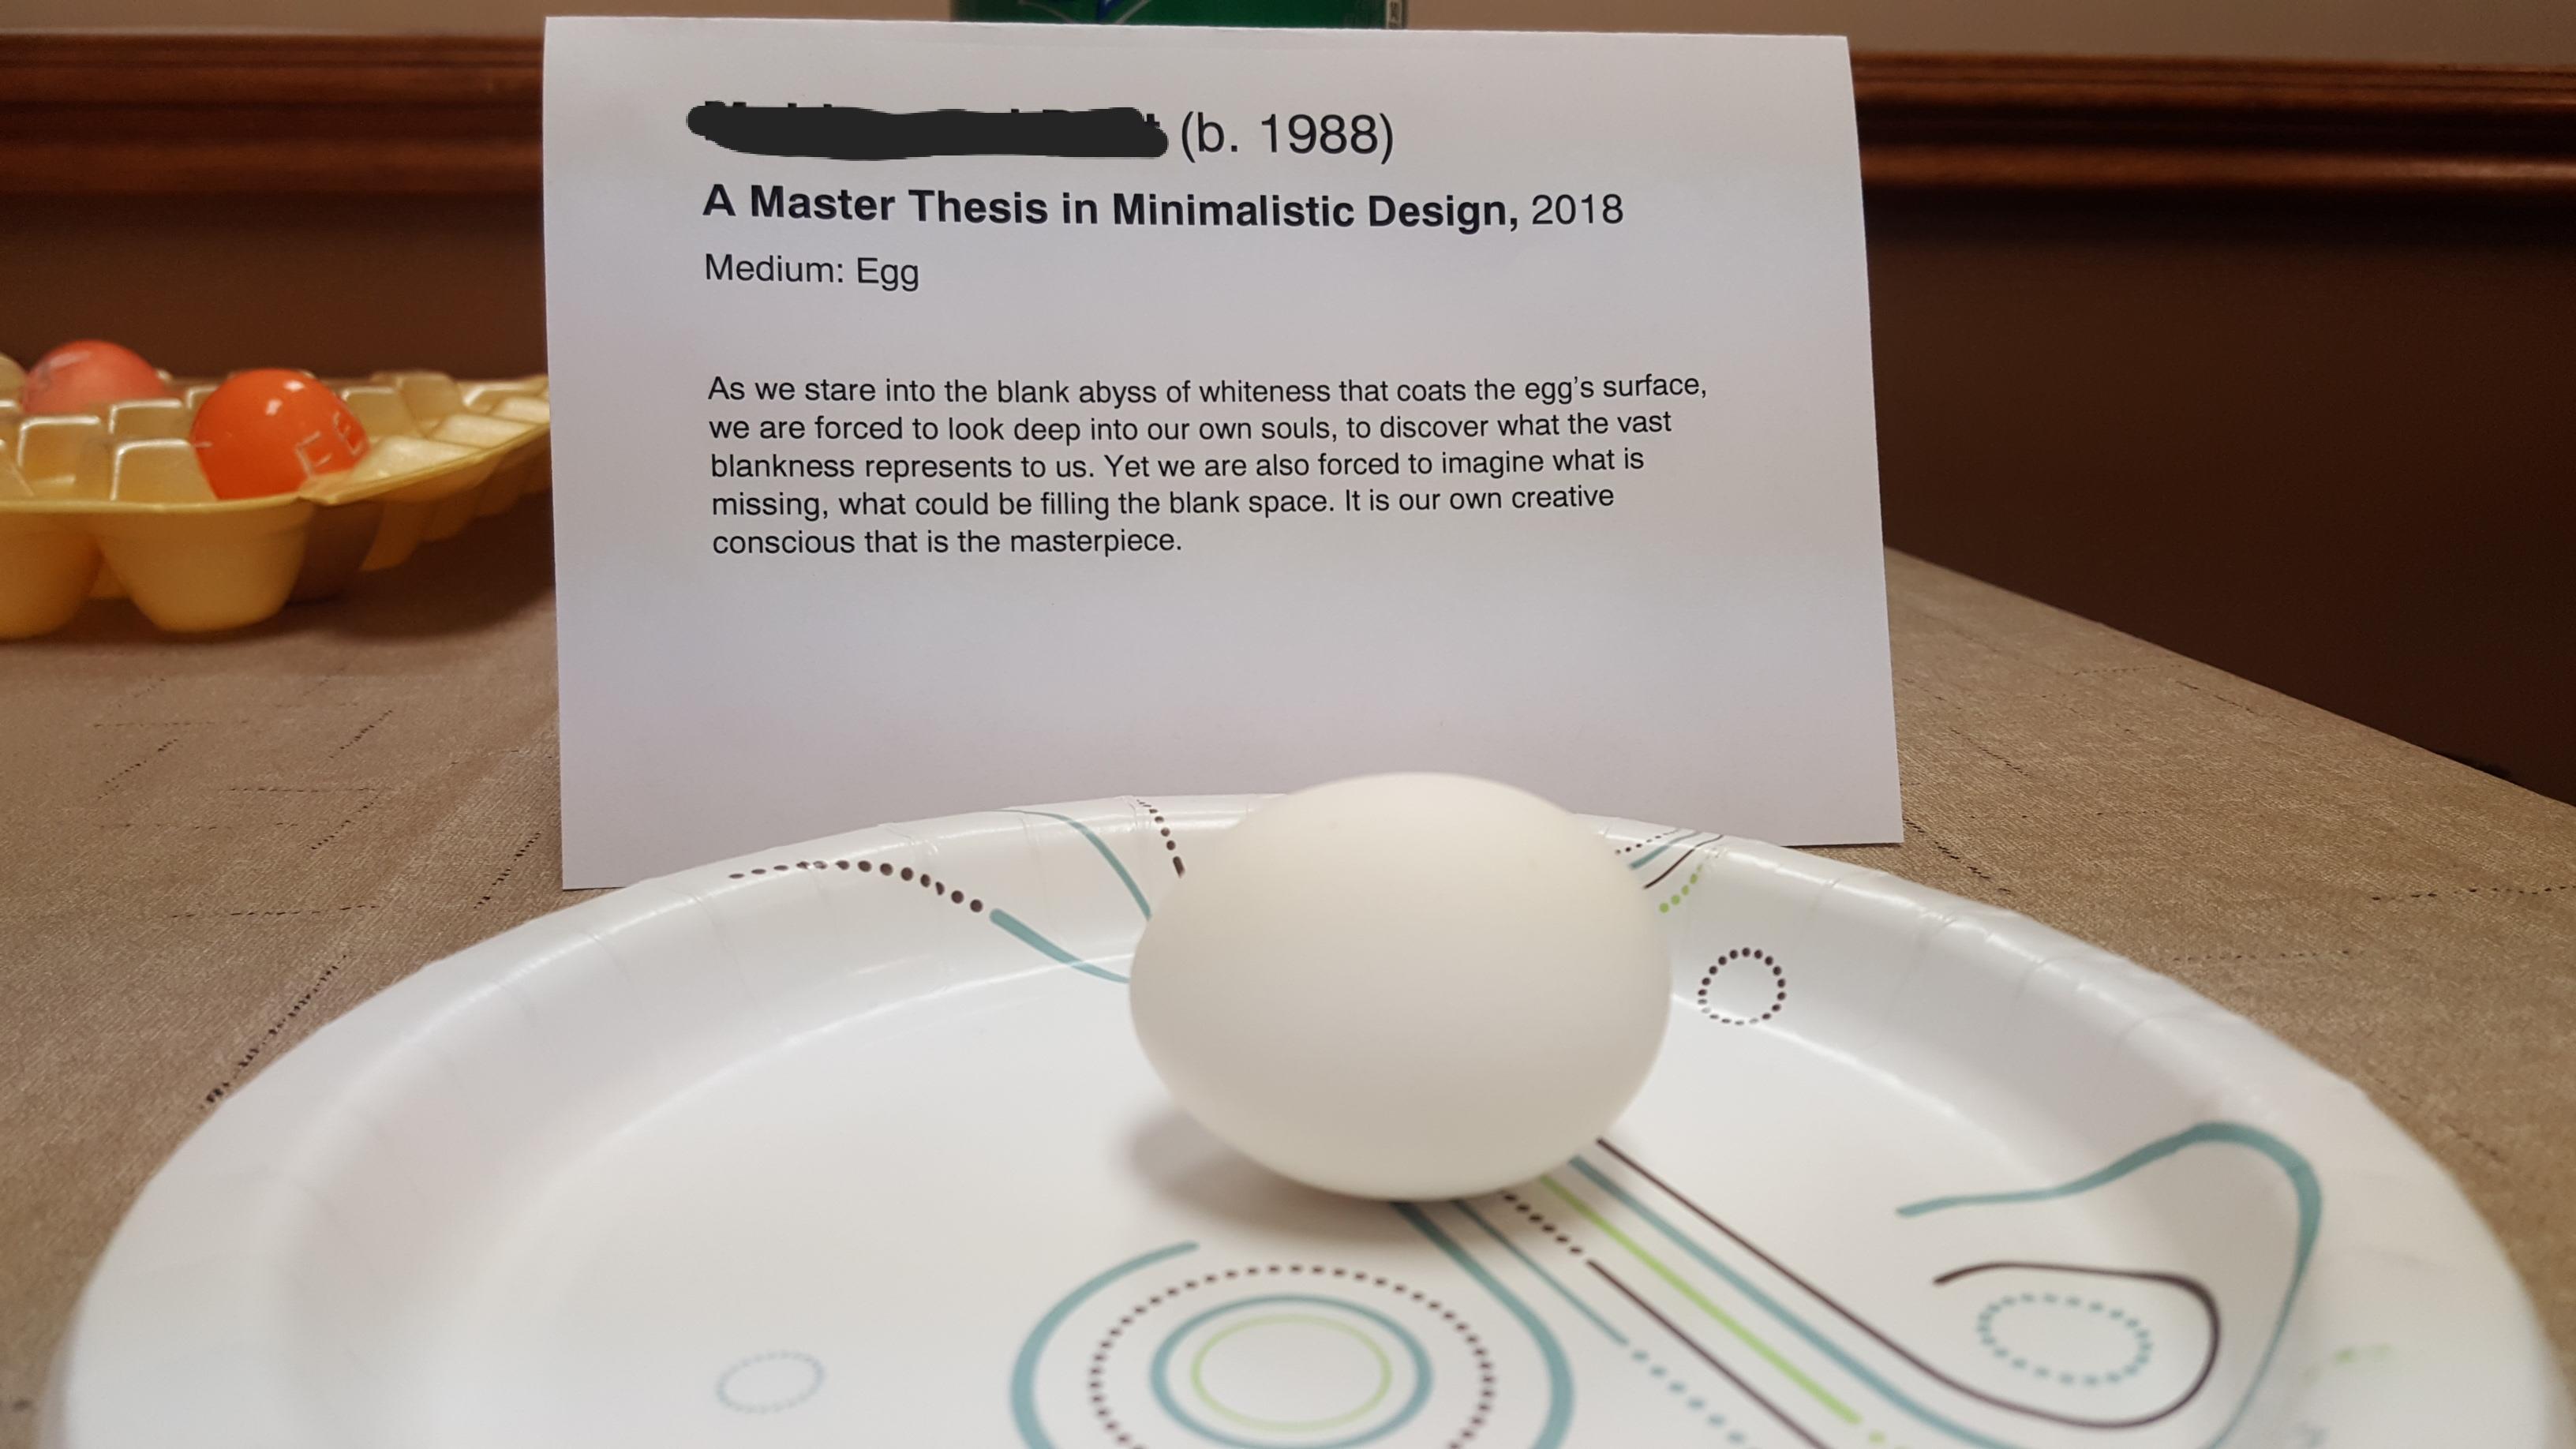 (b. 1988)
A Master Thesis in Minimalistic Design, 2018
Medium: Egg
As we stare into the blank abyss of whiteness that coats the egg's surface,
we are forced to look deep into our own souls, to discover what the vast
blankness represents to us. Yet we are also forced to imagine what is
missing, what could be filling the blank space. It is our own creative
conscious that is the masterpiece.